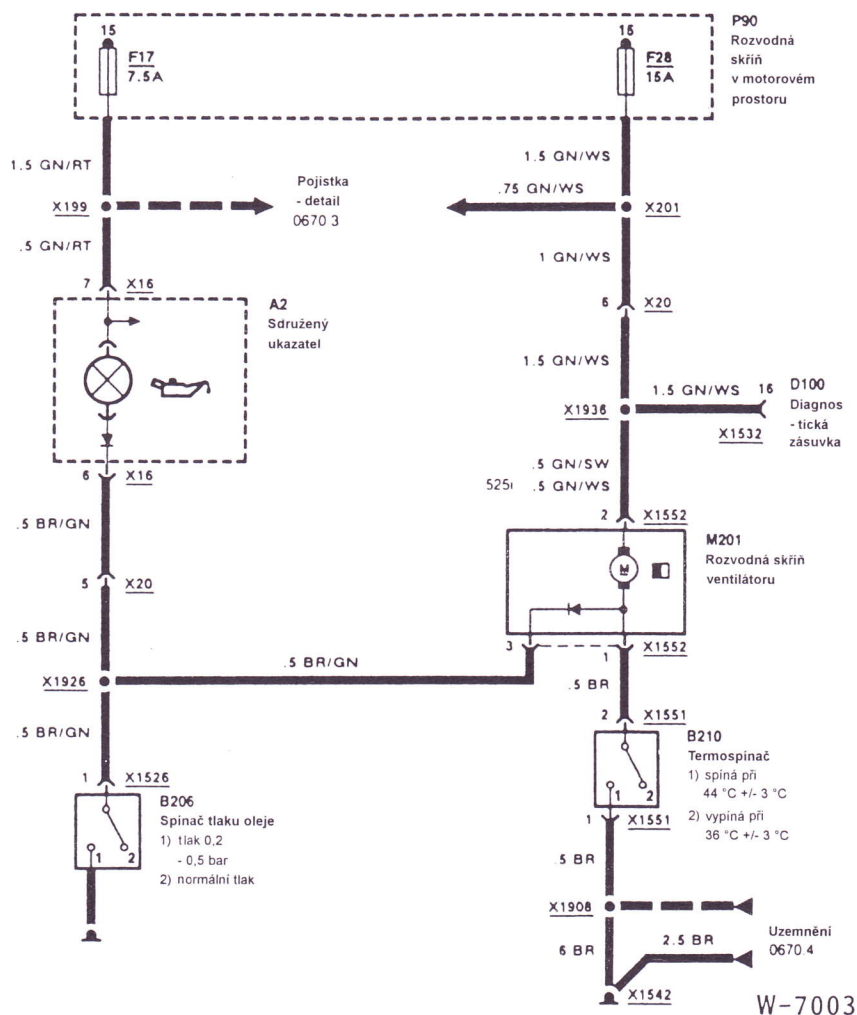 P90
Rozvodná
skříň
v motorovém
prostoru
15
F17
7.5A
15
F28
15A
1.5 GN/RT
X199
Pojistka
- detail
0670 3
.5 GN/RT
1.5 GN/WS
.75 GN/WS
X201
1 GN/WS
7 X16
A2
Sdružený
ukazatel
6 X20
1.5 GN/WS
X1936
1.5 GN/WS 16
X1532
D100
Diagnos
- tická
zásuvka
.5 GN/SW
525i .5 GN/WS
6 X16
.5 BR/GN
2 X1552
M201
Rozvodná skříň
ventilátoru
M
5 X20
.5 BR/GN
3
1
X1552
.5 BR/GN
X1926
.5 BR
.5 BR/GN
2 X1551
B210
Termospínač
1) spíná při
44 °C +/- 3 °C
2) vypíná při
36 °C +/- 3 °C
1 2
1 X1551
1 X1526
B206
Spínač tlaku oleje
1) tlak 0,2
- 0,5 bar
2) normální tlak
1 2
.5 BR
X1908
6 BR
2.5 BR
Uzemnění
0670.4
X1542
W-7003